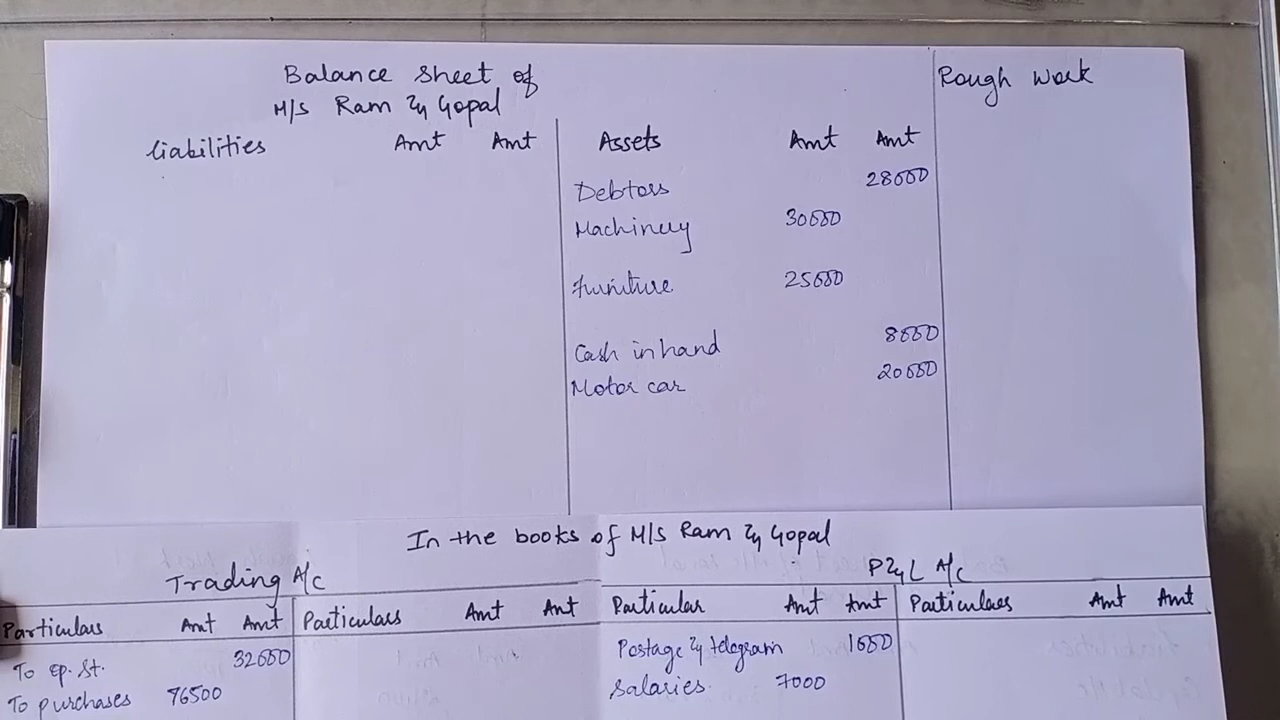 Balance Sheet of
M/s Ram & Gopal
Rough Work
Liabilities Amt Amt Assets Amt Amt
Debtors 28000
Machinery 30000
Furniture 25000
Cash in hand 8000
Motor car 20000
In the books of M/s Ram & Gopal
Trading A/c P & L A/c
Particulars Amt Amt Particulars Amt Amt Particular Amt Amt Particulars Amt Amt
To op. St. 32000 Postage & telegram 1000
To purchases 76500 Salaries 7000